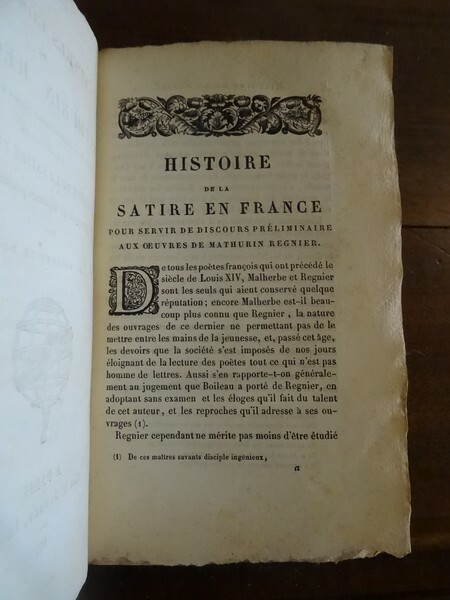 HISTOIRE
DE LA
SATIRE EN FRANCE
POUR SERVIR DE DISCOURS PRÉLIMINAIRE
AUX ŒUVRES DE MATHURIN REGNIER.
De tous les poètes françois qui ont précédé le
siècle de Louis XIV, Malherbe et Regnier
sont les seuls qui aient conservé quelque
réputation; encore Malherbe est-il beau-
coup plus connu que Regnier, la nature
des ouvrages de ce dernier ne permettant pas de le
mettre entre les mains de la jeunesse, et, passé cet âge,
les devoirs que la société s'est imposés de nos jours
éloignant de la lecture des poètes tout ce qui n'est pas
homme de lettres. Aussi s'en rapporte-t-on générale-
ment au jugement que Boileau a porté de Regnier, en
adoptant sans examen et les éloges qu'il fait du talent
de cet auteur, et les reproches qu'il adresse à ses ou-
vrages (1).
Regnier cependant ne mérite pas moins d'être étudié
(1) De ces maîtres savants disciple ingénieux,
a